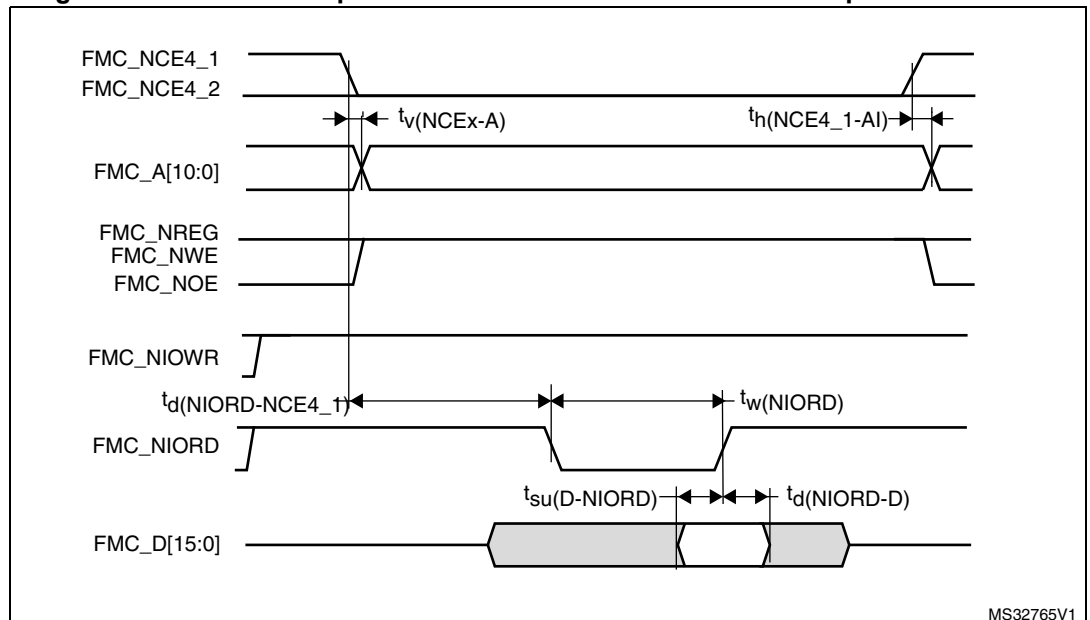 FMC_NCE4_1
FMC_NCE4_2
tv(NCEx-A)
th(NCE4_1-AI)
FMC_A[10:0]
FMC_NREG
FMC_NWE
FMC_NOE
FMC_NIOWR
td(NIORD-NCE4_1)
tw(NIORD)
FMC_NIORD
tsu(D-NIORD)
td(NIORD-D)
FMC_D[15:0]
MS32765V1